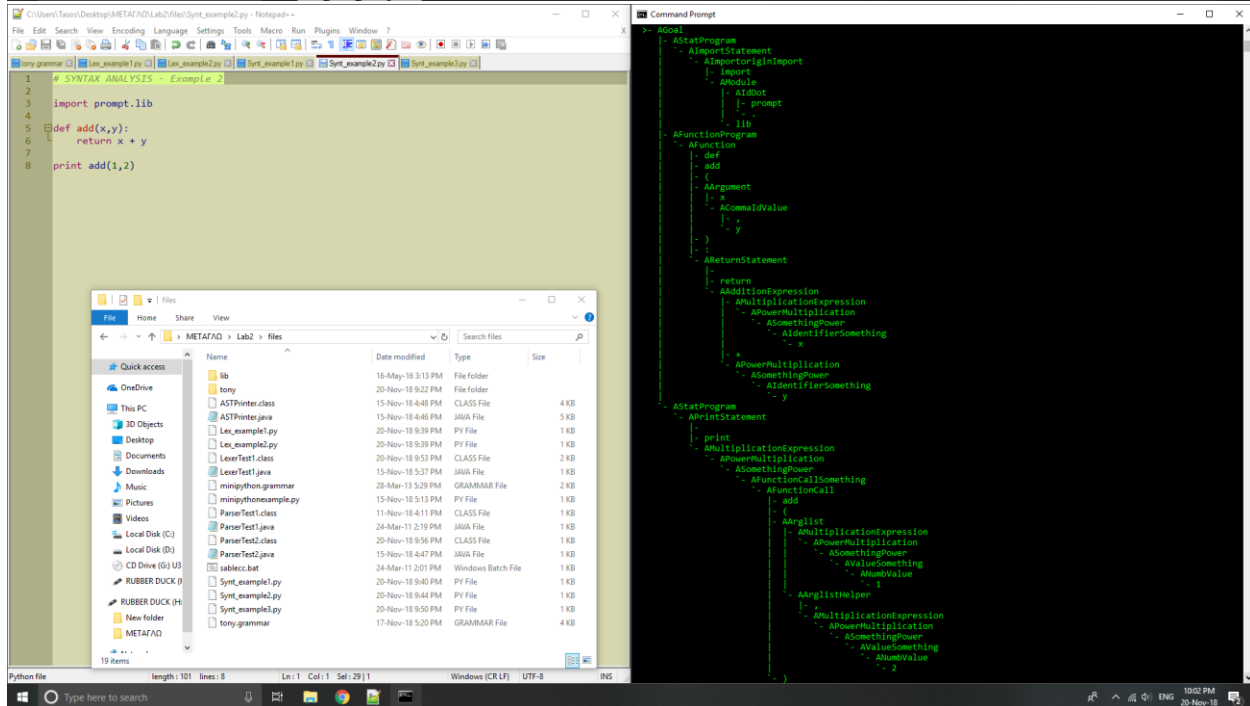 C:\Users\Tasos\Desktop\ΜΕΤΑΓΛΩ\Lab2\files\Synt_example2.py - Notepad++
File Edit Search View Encoding Language Settings Tools Macro Run Plugins Window ?
X
tony.grammar
Lex_example1.py
Lex_example2.py
Synt_example1.py
Synt_example2.py
Synt_example3.py
1 # SYNTAX ANALYSIS - Example 2
2
3 import prompt.lib
4
5 def add(x,y):
6 return x + y
7
8 print add(1,2)
files
File Home Share View
METAΓΛΩ > Lab2 > files
Search files
Name Date modified Type Size
Quick access
OneDrive
This PC
3D Objects
Desktop
Documents
Downloads
Music
Pictures
Videos
Local Disk (C:)
Local Disk (D:)
CD Drive (G:) U3
RUBBER DUCK (I
RUBBER DUCK (H:
New folder
ΜΕΤΑΓΛΩ
lib 16-May-16 3:13 PM File folder
tony 20-Nov-18 9:22 PM File folder
ASTPrinter.class 15-Nov-18 4:48 PM CLASS File 4 KB
ASTPrinter.java 15-Nov-18 4:46 PM JAVA File 5 KB
Lex_example1.py 20-Nov-18 9:39 PM PY File 1 KB
Lex_example2.py 20-Nov-18 9:39 PM PY File 1 KB
LexerTest1.class 20-Nov-18 9:53 PM CLASS File 2 KB
LexerTest1.java 15-Nov-18 5:37 PM JAVA File 1 KB
minipython.grammar 28-Mar-13 5:29 PM GRAMMAR File 2 KB
minipythonexample.py 15-Nov-18 5:13 PM PY File 1 KB
ParserTest1.class 11-Nov-18 4:11 PM CLASS File 1 KB
ParserTest1.java 24-Mar-11 2:19 PM JAVA File 1 KB
ParserTest2.class 20-Nov-18 9:56 PM CLASS File 1 KB
ParserTest2.java 15-Nov-18 4:47 PM JAVA File 1 KB
sablecc.bat 24-Mar-11 2:01 PM Windows Batch File 1 KB
Synt_example1.py 20-Nov-18 9:40 PM PY File 1 KB
Synt_example2.py 20-Nov-18 9:44 PM PY File 1 KB
Synt_example3.py 20-Nov-18 9:50 PM PY File 1 KB
tony.grammar 17-Nov-18 5:20 PM GRAMMAR File 4 KB
19 items
Python file length : 101 lines : 8 Ln : 1 Col : 1 Sel : 29 | 1 Windows (CR LF) UTF-8 INS
Command Prompt
>- AGoal
|- AStatProgram
| `- AImportStatement
| `- AImportoriginImport
| |- import
| `- AModule
| |- AIdDot
| | |- prompt
| | `- .
| `- lib
|- AFunctionProgram
| `- AFunction
| |- def
| |- add
| |- (
| |- AArgument
| | |- x
| | `- ACommaIdValue
| | |- ,
| | `- y
| |- )
| |- :
| `- AReturnStatement
| |-
| |- return
| `- AAdditionExpression
| |- AMultiplicationExpression
| | `- APowerMultiplication
| | `- ASomethingPower
| | `- AIdentifierSomething
| | `- x
| |- +
| `- APowerMultiplication
| `- ASomethingPower
| `- AIdentifierSomething
| `- y
`- AStatProgram
`- APrintStatement
|-
|- print
`- AMultiplicationExpression
`- APowerMultiplication
`- ASomethingPower
`- AFunctionCallSomething
`- AFunctionCall
|- add
|- (
|- AArglist
| |- AMultiplicationExpression
| | `- APowerMultiplication
| | `- ASomethingPower
| | `- AValueSomething
| | `- ANumbValue
| | `- 1
| `- AArglistHelper
| |- ,
| `- AMultiplicationExpression
| `- APowerMultiplication
| `- ASomethingPower
| `- AValueSomething
| `- ANumbValue
| `- 2
`- )
Type here to search
ENG
10:02 PM
20-Nov-18